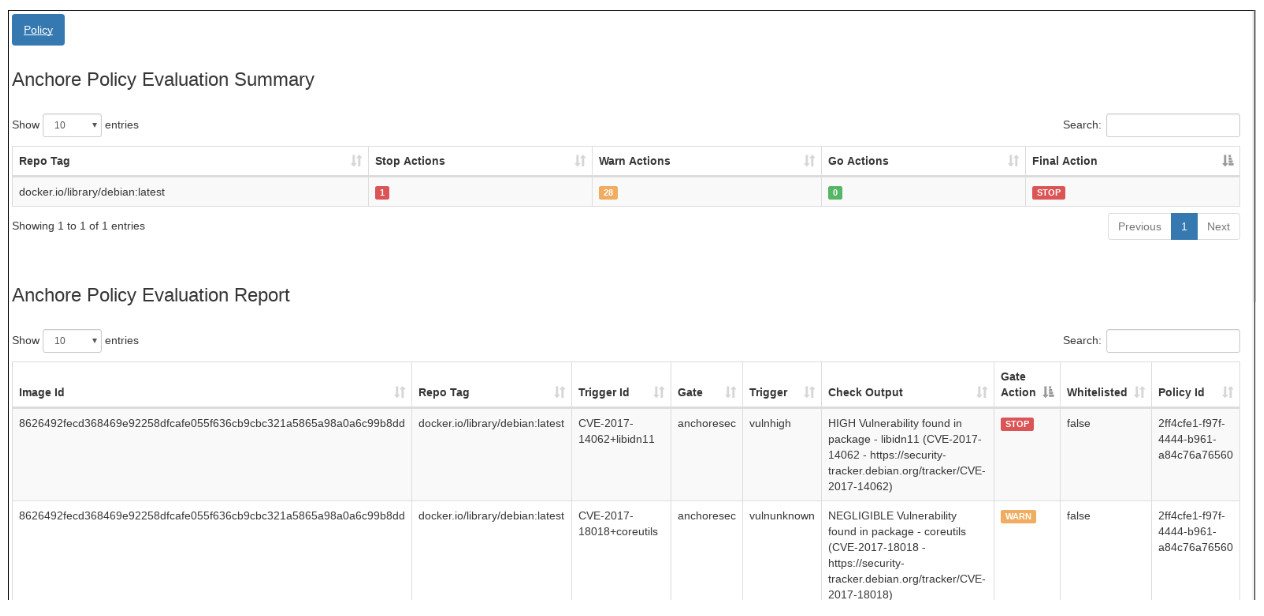 Policy
Anchore Policy Evaluation Summary
Show 10 entries Search:
Repo Tag Stop Actions Warn Actions Go Actions Final Action
docker.io/library/debian:latest 1 28 0 STOP
Showing 1 to 1 of 1 entries Previous 1 Next
Anchore Policy Evaluation Report
Show 10 entries Search:
Image Id Repo Tag Trigger Id Gate Trigger Check Output Gate Action Whitelisted Policy Id
8626492fecd368469e92258dfcafe055f636cb9cbc321a5865a98a0a6c99b8dd docker.io/library/debian:latest CVE-2017- anchoresec vulnhigh HIGH Vulnerability found in STOP false 2ff4cfe1-f97f-
14062+libidn11 package - libidn11 (CVE-2017- 4444-b961-
14062 - https://security- a84c76a76560
tracker.debian.org/tracker/CVE-
2017-14062)
8626492fecd368469e92258dfcafe055f636cb9cbc321a5865a98a0a6c99b8dd docker.io/library/debian:latest CVE-2017- anchoresec vulnunknown NEGLIGIBLE Vulnerability WARN false 2ff4cfe1-f97f-
18018+coreutils found in package - coreutils 4444-b961-
(CVE-2017-18018 - a84c76a76560
https://security-
tracker.debian.org/tracker/CVE-
2017-18018)